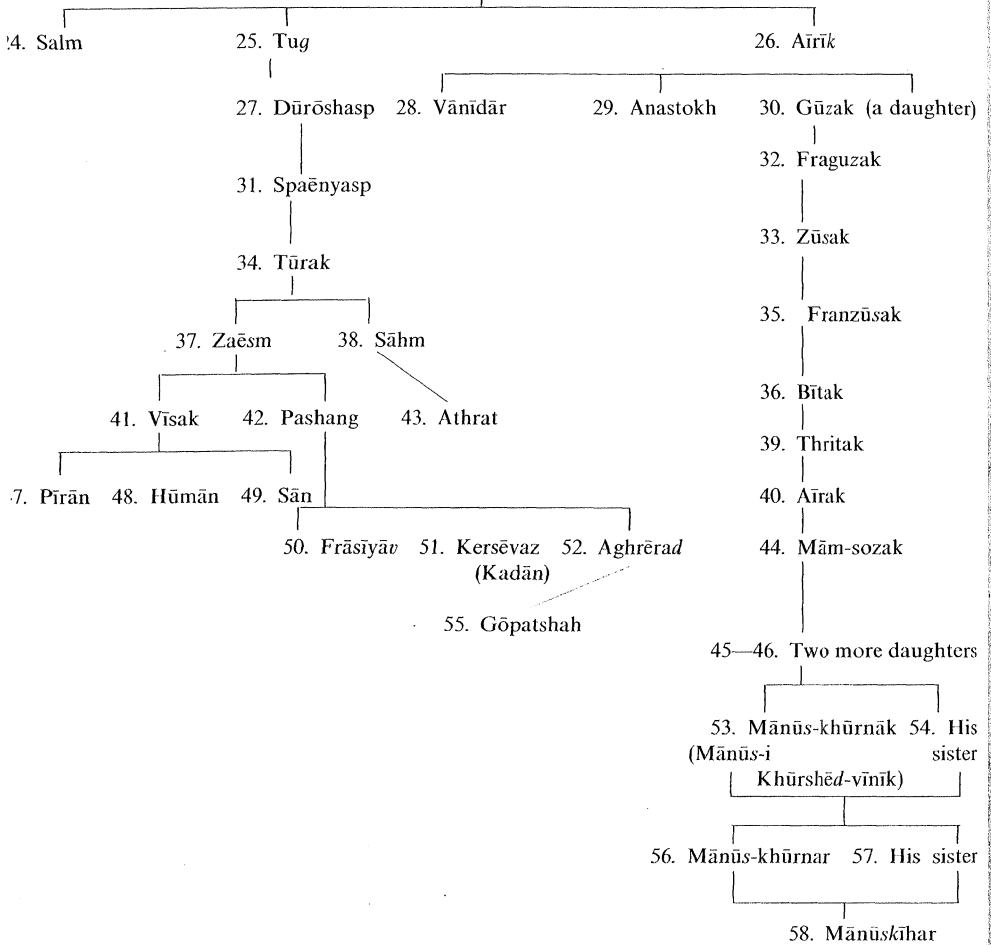 4. Salm 25. Tug 26. Aīrīk
27. Dūrōshasp 28. Vānīdār 29. Anastokh 30. Gūzak (a daughter)
32. Fraguzak
31. Spaēnyasp
33. Zūsak
34. Tūrak
35. Franzūsak
37. Zaēsm 38. Sāhm
36. Bītak
41. Vīsak 42. Pashang 43. Athrat
39. Thritak
7. Pīrān 48. Hūmān 49. Sān 40. Aīrak
50. Frāsīyāv 51. Kersēvaz 52. Aghrērad 44. Mām-sozak
(Kadān)
55. Gōpatshah
45—46. Two more daughters
53. Mānūs-khūrnāk 54. His
(Mānūs-i sister
Khūrshēd-vīnīk)
56. Mānūs-khūrnar 57. His sister
58. Mānūskīhar